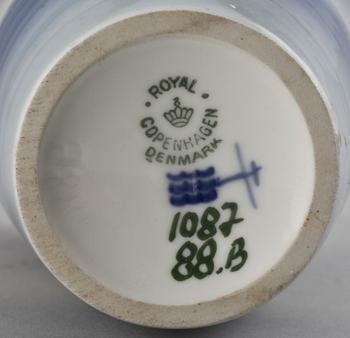 ROYAL
COPENHAGEN
DENMARK
1087
88.B